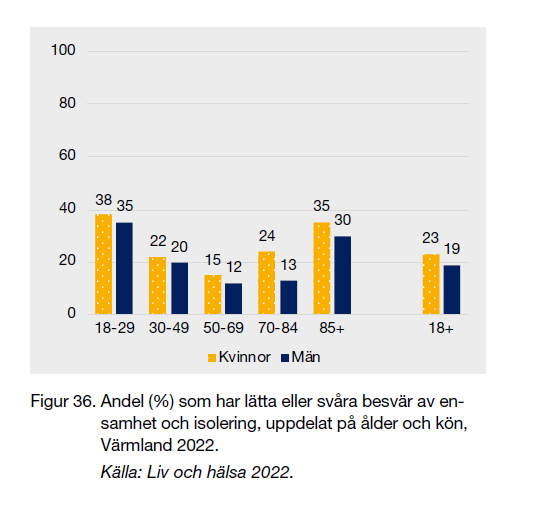 100
80
60
40
20
0
38 35
22 20
15 12
24 13
35 30
23 19
18-29 30-49 50-69 70-84 85+ 18+
Kvinnor Män
Figur 36. Andel (%) som har lätta eller svåra besvär av en-
samhet och isolering, uppdelat på ålder och kön,
Värmland 2022.
Källa: Liv och hälsa 2022.